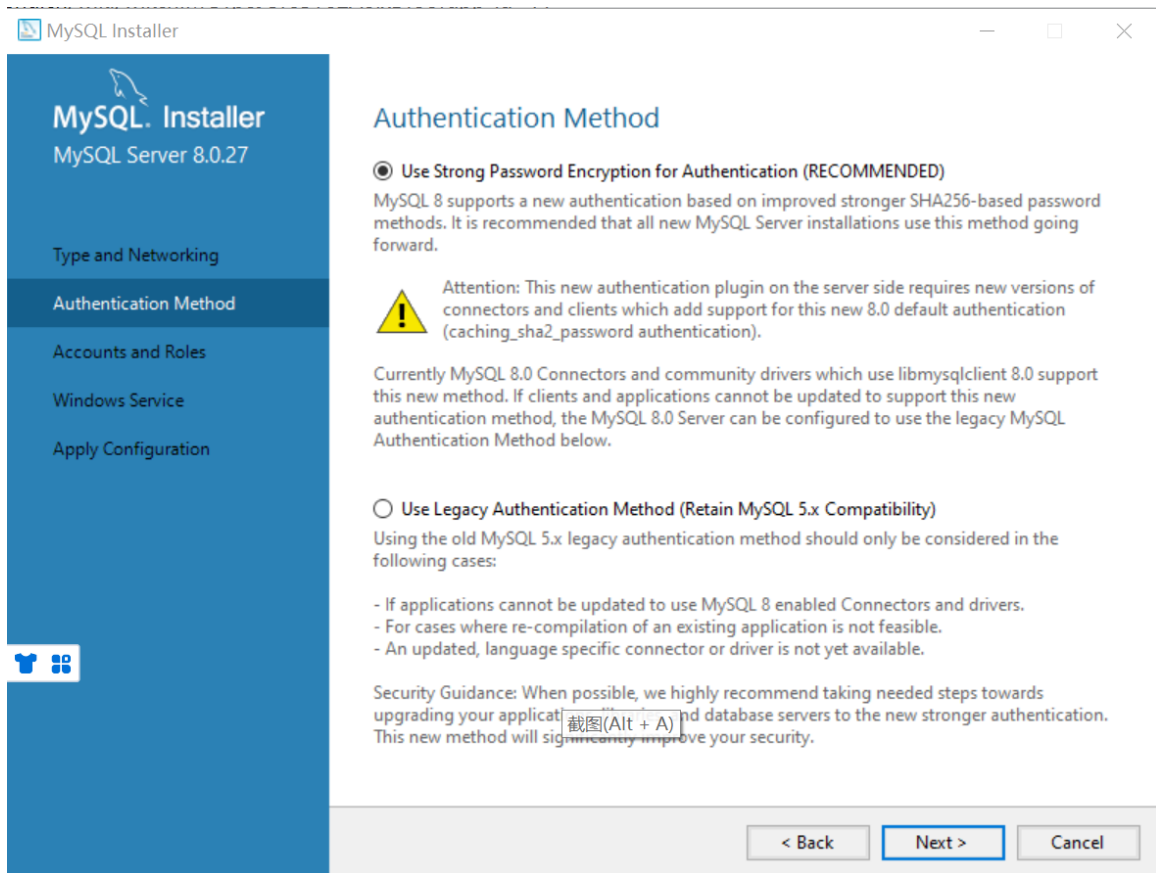 MySQL Installer
MySQL. Installer
MySQL Server 8.0.27
Type and Networking
Authentication Method
Accounts and Roles
Windows Service
Apply Configuration
Authentication Method
Use Strong Password Encryption for Authentication (RECOMMENDED)
MySQL 8 supports a new authentication based on improved stronger SHA256-based password
methods. It is recommended that all new MySQL Server installations use this method going
forward.
Attention: This new authentication plugin on the server side requires new versions of
connectors and clients which add support for this new 8.0 default authentication
(caching_sha2_password authentication).
Currently MySQL 8.0 Connectors and community drivers which use libmysqlclient 8.0 support
this new method. If clients and applications cannot be updated to support this new
authentication method, the MySQL 8.0 Server can be configured to use the legacy MySQL
Authentication Method below.
Use Legacy Authentication Method (Retain MySQL 5.x Compatibility)
Using the old MySQL 5.x legacy authentication method should only be considered in the
following cases:
- If applications cannot be updated to use MySQL 8 enabled Connectors and drivers.
- For cases where re-compilation of an existing application is not feasible.
- An updated, language specific connector or driver is not yet available.
Security Guidance: When possible, we highly recommend taking needed steps towards
upgrading your database servers to the new stronger authentication.
截图(Alt + A)
This new method will significantly improve your security.
< Back
Next >
Cancel